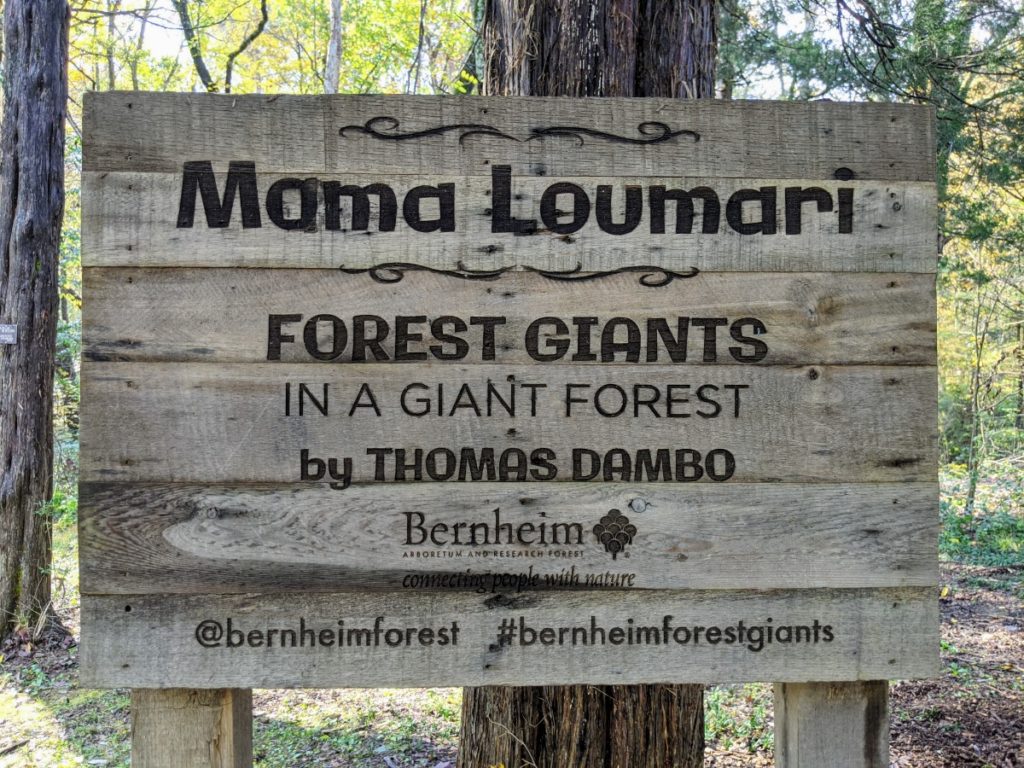 Mama Loumari
FOREST GIANTS
IN A GIANT FOREST
by THOMAS DAMBO
Bernheim
ARBORETUM AND RESEARCH FOREST
connecting people with nature
@bernheimforest #bernheimforestgiants